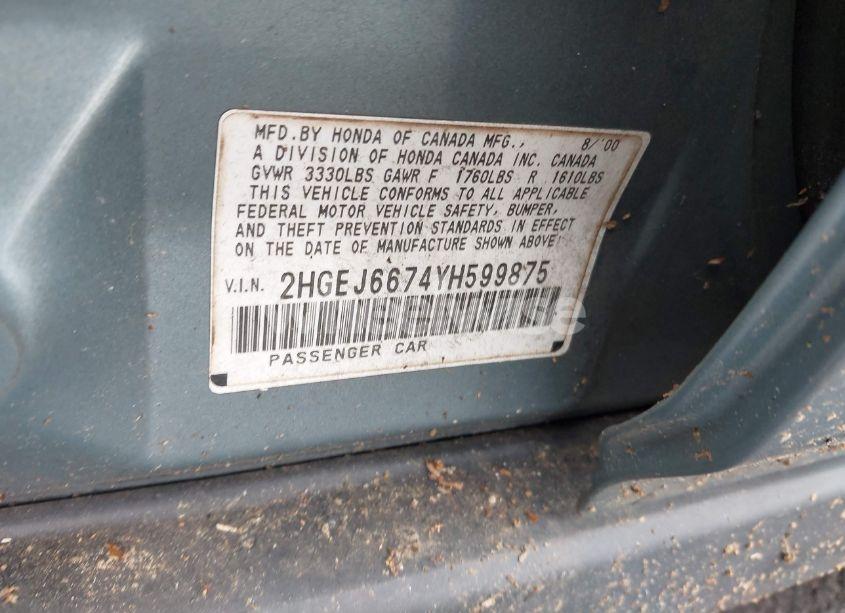 MFD.BY HONDA OF CANADA MFG., 8/'00
A DIVISION OF HONDA CANADA INC. CANADA
GVWR 3330LBS GAWR F 1760LBS R 1610LBS
THIS VEHICLE CONFORMS TO ALL APPLICABLE
FEDERAL MOTOR VEHICLE SAFETY, BUMPER,
AND THEFT PREVENTION STANDARDS IN EFFECT
ON THE DATE OF MANUFACTURE SHOWN ABOVE.
V.I.N. 2HGEJ6674YH599875
PASSENGER CAR